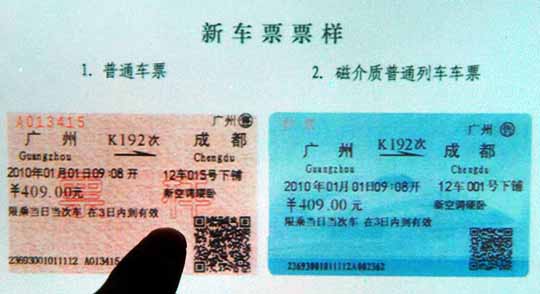 新车票票样
1. 普通车票
2. 磁介质普通列车车票
A013415
广州 售
广州 K192次 成都
Guangzhou Chengdu
2010年01月01日09:08开 12车015号下铺
￥409.00元 新空调硬卧
限乘当日当次车 在3日内到有效
23693001011112 A013415
广州 售
广州 K192次 成都
Guangzhou Chengdu
2010年01月01日09:08开 12车001号下铺
￥409.00元 新空调硬卧
限乘当日当次车 在3日内到有效
23693001011112A002362